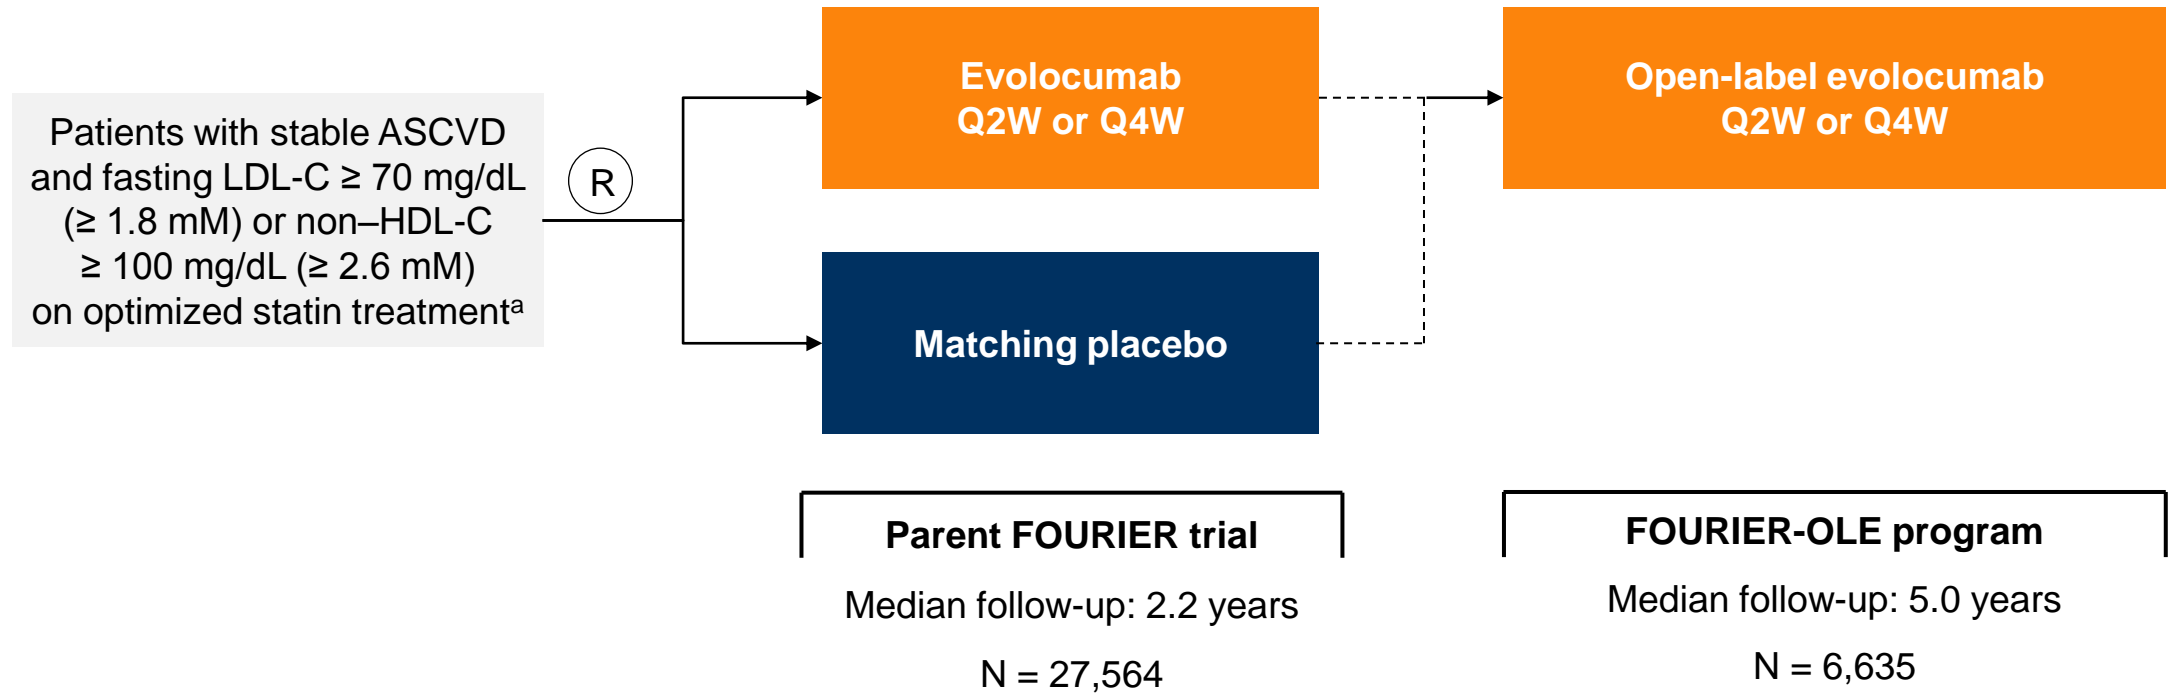 Patients with stable ASCVD
and fasting LDL-C ≥ 70 mg/dL
(≥ 1.8 mM) or non–HDL-C
≥ 100 mg/dL (≥ 2.6 mM)
on optimized statin treatmentᵃ
R
Evolocumab
Q2W or Q4W
Matching placebo
Open-label evolocumab
Q2W or Q4W
Parent FOURIER trial
Median follow-up: 2.2 years
N = 27,564
FOURIER-OLE program
Median follow-up: 5.0 years
N = 6,635